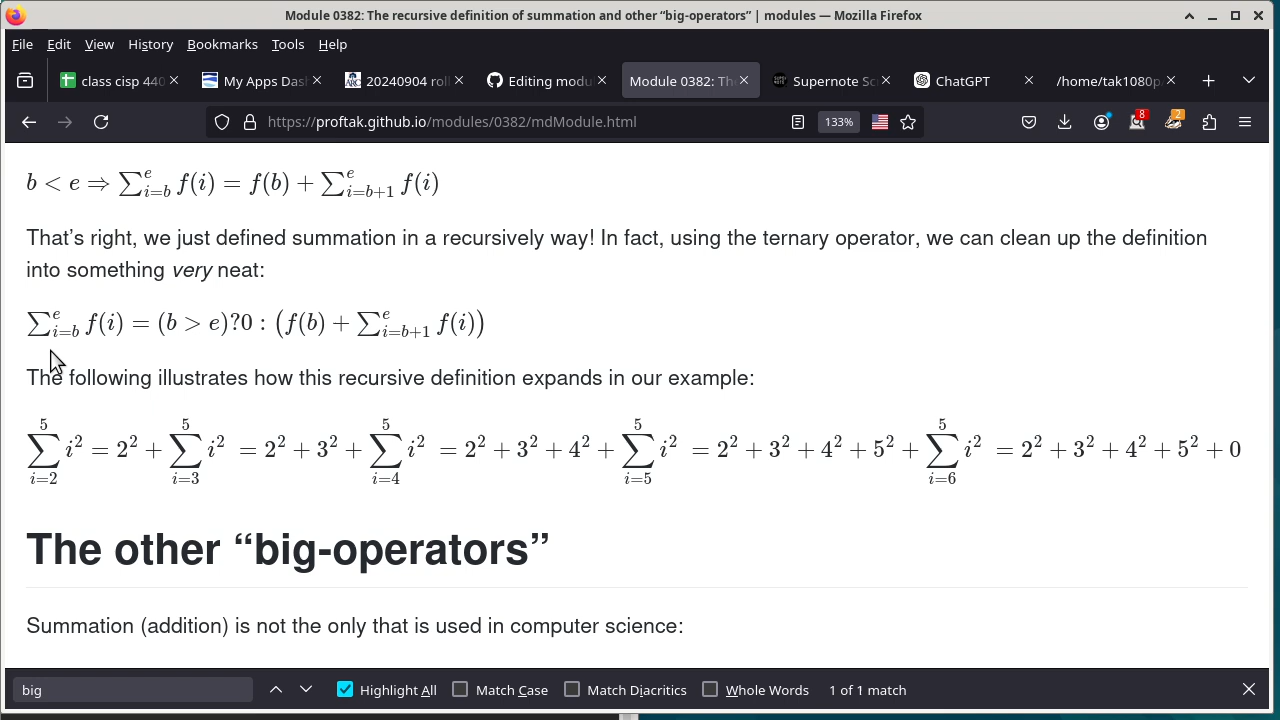 Module 0382: The recursive definition of summation and other “big-operators” | modules — Mozilla Firefox
File Edit View History Bookmarks Tools Help
class cisp 440 My Apps Das 20240904 roll Editing modu Module 0382: Th Supernote Sc ChatGPT /home/tak1080p
https://proftak.github.io/modules/0382/mdModule.html 133% 8 2
b < e ⇒ ∑_{i=b}^{e} f(i) = f(b) + ∑_{i=b+1}^{e} f(i)
That’s right, we just defined summation in a recursively way! In fact, using the ternary operator, we can clean up the definition
into something very neat:
∑_{i=b}^{e} f(i) = (b > e)?0 : (f(b) + ∑_{i=b+1}^{e} f(i))
The following illustrates how this recursive definition expands in our example:
∑_{i=2}^{5} i² = 2² + ∑_{i=3}^{5} i² = 2² + 3² + ∑_{i=4}^{5} i² = 2² + 3² + 4² + ∑_{i=5}^{5} i² = 2² + 3² + 4² + 5² + ∑_{i=6}^{5} i² = 2² + 3² + 4² + 5² + 0
The other “big-operators”
Summation (addition) is not the only that is used in computer science:
big Highlight All Match Case Match Diacritics Whole Words 1 of 1 match